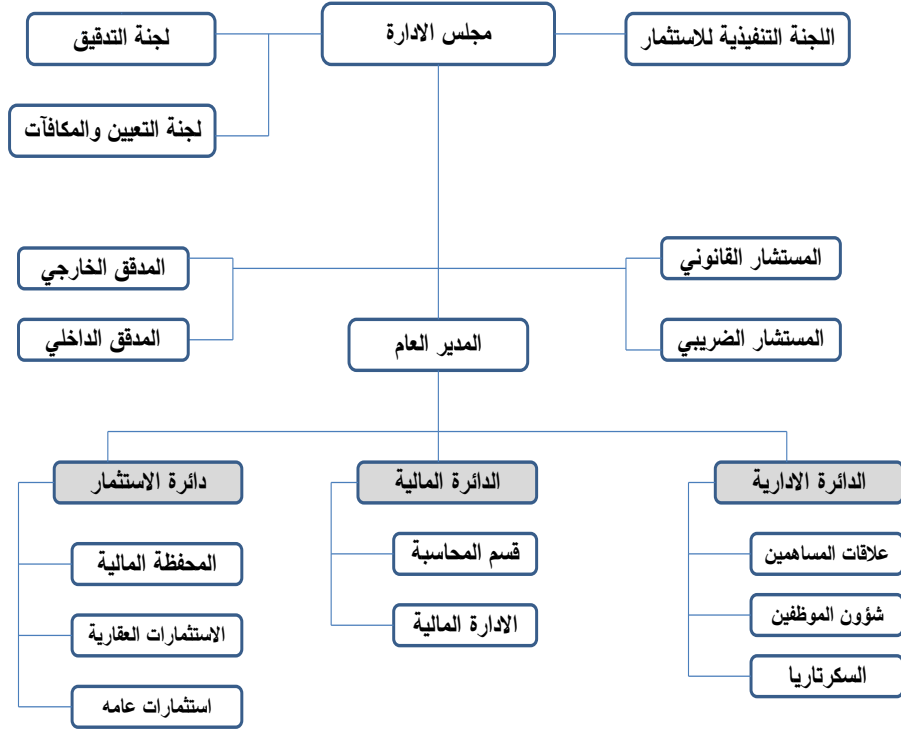 اللجنة التنفيذية للاستثمار
مجلس الادارة
لجنة التدقيق
لجنة التعيين والمكافآت
المستشار القانوني
المدقق الخارجي
المستشار الضريبي
المدير العام
المدقق الداخلي
الدائرة الادارية
الدائرة المالية
دائرة الاستثمار
علاقات المساهمين
قسم المحاسبة
المحفظة المالية
شؤون الموظفين
الادارة المالية
الاستثمارات العقارية
السكرتاريا
استثمارات عامه